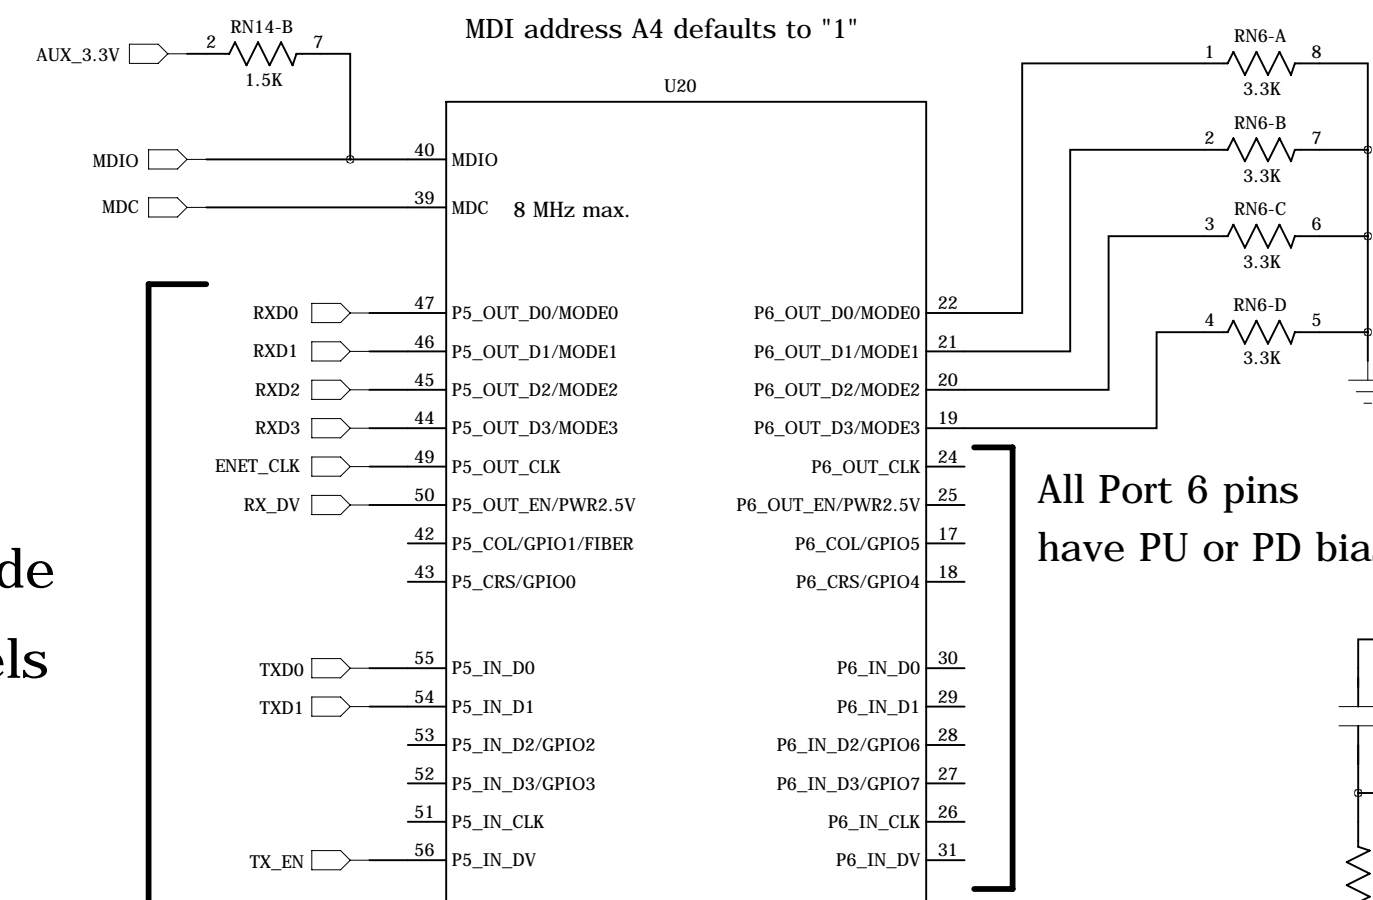 MDI address A4 defaults to "1"
RN14-B
AUX_3.3V 2 7
1.5K
U20
RN6-A
1 8
3.3K
RN6-B
2 7
3.3K
RN6-C
3 6
3.3K
RN6-D
4 5
3.3K
MDIO 40 MDIO
MDC 39 MDC 8 MHz max.
RXD0 47 P5_OUT_D0/MODE0 P6_OUT_D0/MODE0 22
RXD1 46 P5_OUT_D1/MODE1 P6_OUT_D1/MODE1 21
RXD2 45 P5_OUT_D2/MODE2 P6_OUT_D2/MODE2 20
RXD3 44 P5_OUT_D3/MODE3 P6_OUT_D3/MODE3 19
ENET_CLK 49 P5_OUT_CLK P6_OUT_CLK 24
RX_DV 50 P5_OUT_EN/PWR2.5V P6_OUT_EN/PWR2.5V 25
42 P5_COL/GPIO1/FIBER P6_COL/GPIO5 17
43 P5_CRS/GPIO0 P6_CRS/GPIO4 18
TXD0 55 P5_IN_D0 P6_IN_D0 30
TXD1 54 P5_IN_D1 P6_IN_D1 29
53 P5_IN_D2/GPIO2 P6_IN_D2/GPIO6 28
52 P5_IN_D3/GPIO3 P6_IN_D3/GPIO7 27
51 P5_IN_CLK P6_IN_CLK 26
TX_EN 56 P5_IN_DV P6_IN_DV 31
All Port 6 pins
have PU or PD